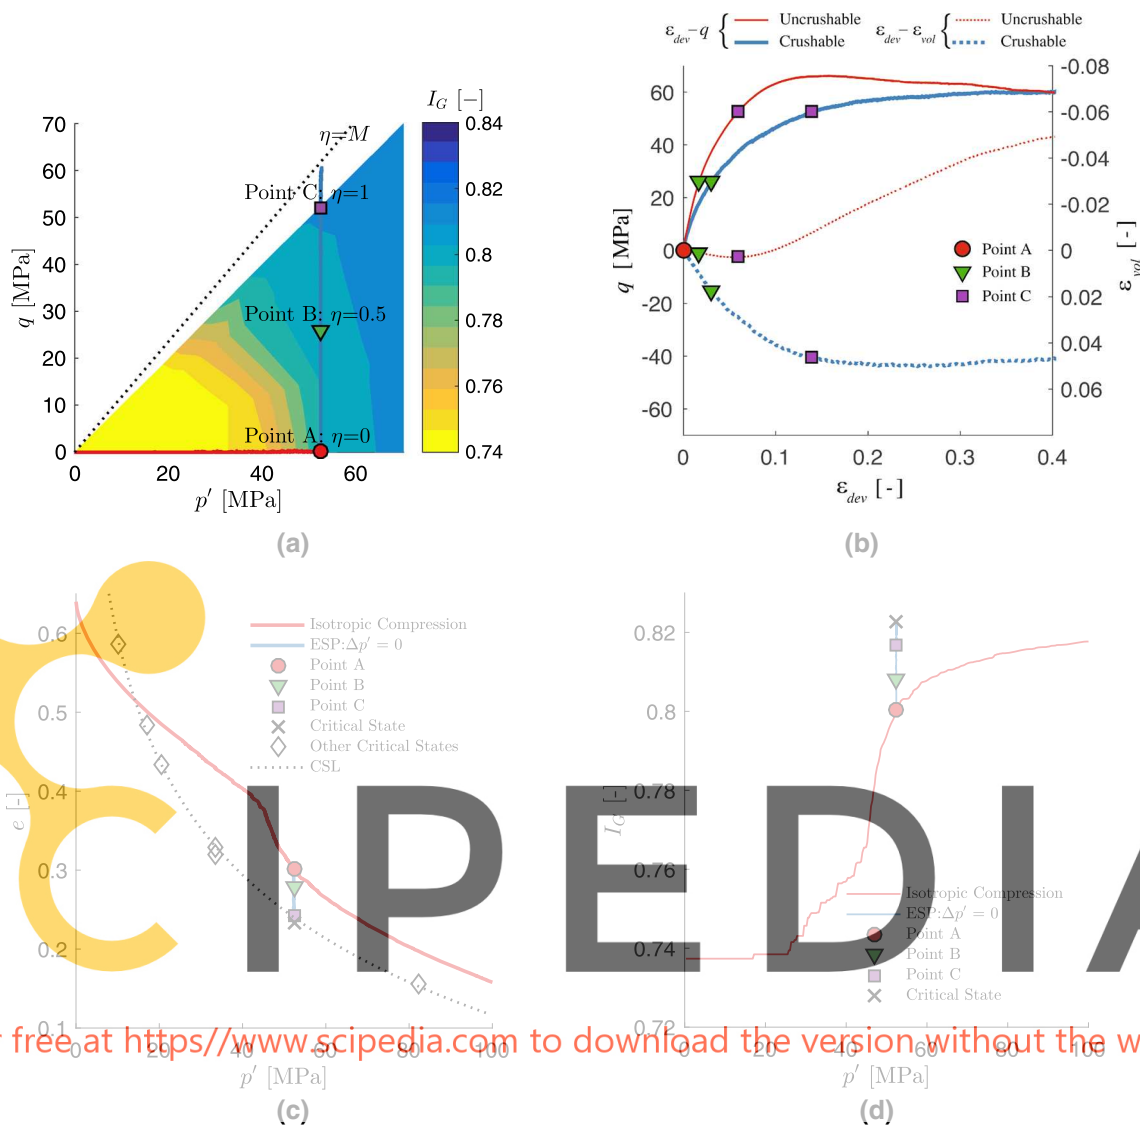 ε_dev–q { Uncrushable Crushable
ε_dev–ε_vol { Uncrushable Crushable
I_G [−]
η=M
Point C: η=1
Point B: η=0.5
Point A: η=0
70
60
50
40
30
20
10
0
q [MPa]
0 20 40 60
p′ [MPa]
0.84
0.82
0.8
0.78
0.76
0.74
(a)
60
40
20
0
-20
-40
-60
q [MPa]
-0.08
-0.06
-0.04
-0.02
0
0.02
0.04
0.06
ε_vol [-]
Point A
Point B
Point C
0 0.1 0.2 0.3 0.4
ε_dev [-]
(b)
Isotropic Compression
ESP:Δp′ = 0
Point A
Point B
Point C
Critical State
Other Critical States
CSL
0.6
0.5
0.4
0.3
0.2
0.1
e [-]
0 20 40 60 80 100
p′ [MPa]
(c)
0.82
0.8
0.78
0.76
0.74
0.72
I_G [-]
Isotropic Compression
ESP:Δp′ = 0
Point A
Point B
Point C
Critical State
0 20 40 60 80 100
p′ [MPa]
(d)
CIPEDIA
r free at https//www.scipedia.com to download the version without the w